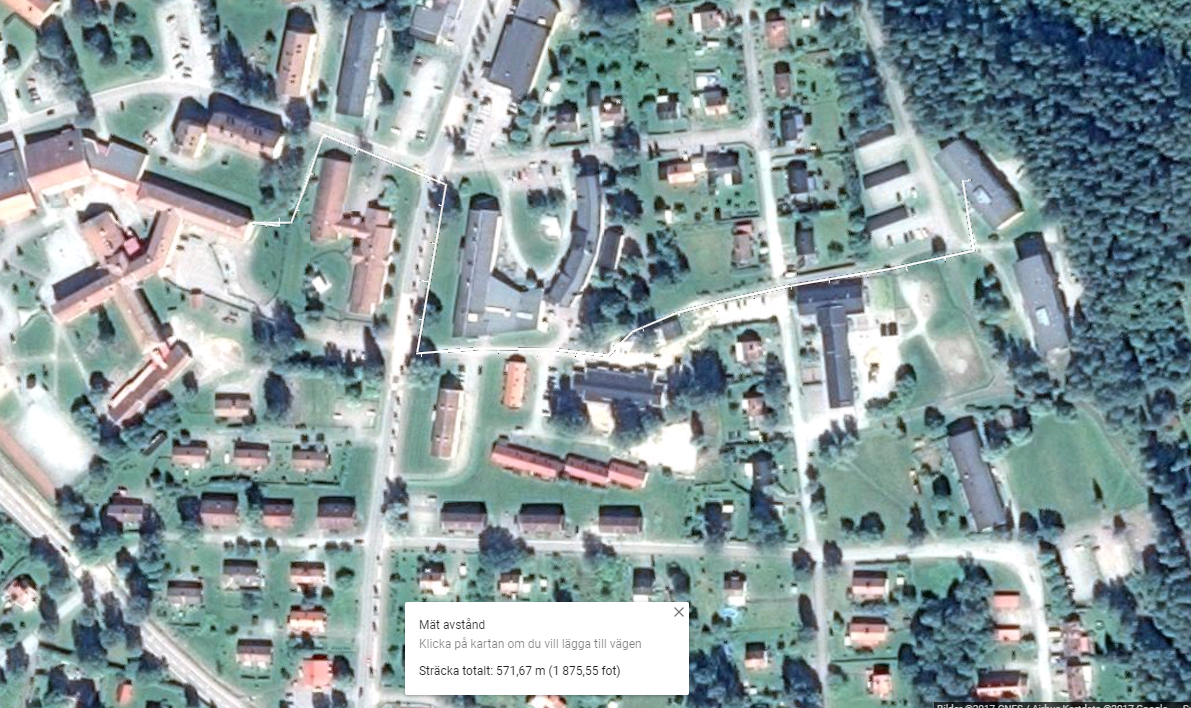 Mät avstånd
Klicka på kartan om du vill lägga till vägen
Sträcka totalt: 571,67 m (1 875,55 fot)